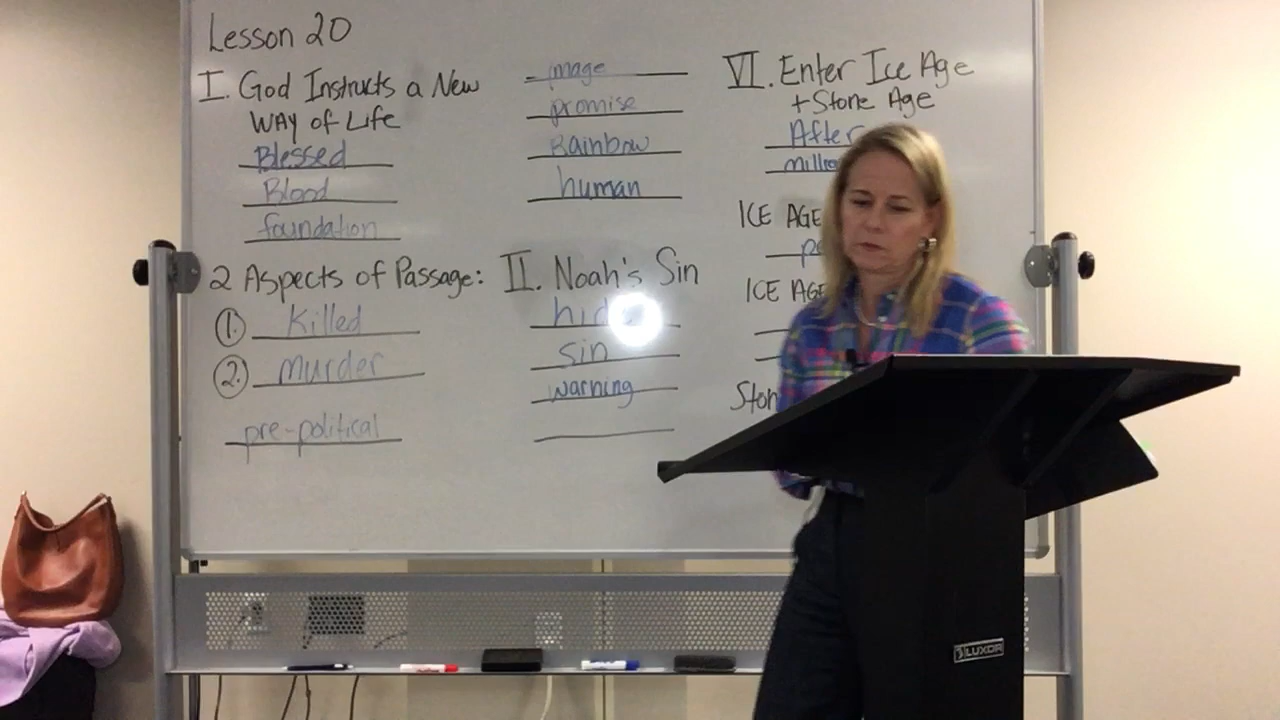 Lesson 20
I. God Instructs a New
WAY of Life
Blessed
Blood
foundation
2 Aspects of Passage:
1. Killed
2. Murder
pre-political
image
promise
Rainbow
human
II. Noah's Sin
sin
warning
VI. Enter Ice Age
+ Stone Age
After
ICE AGE
ICE AGE
LUXOR